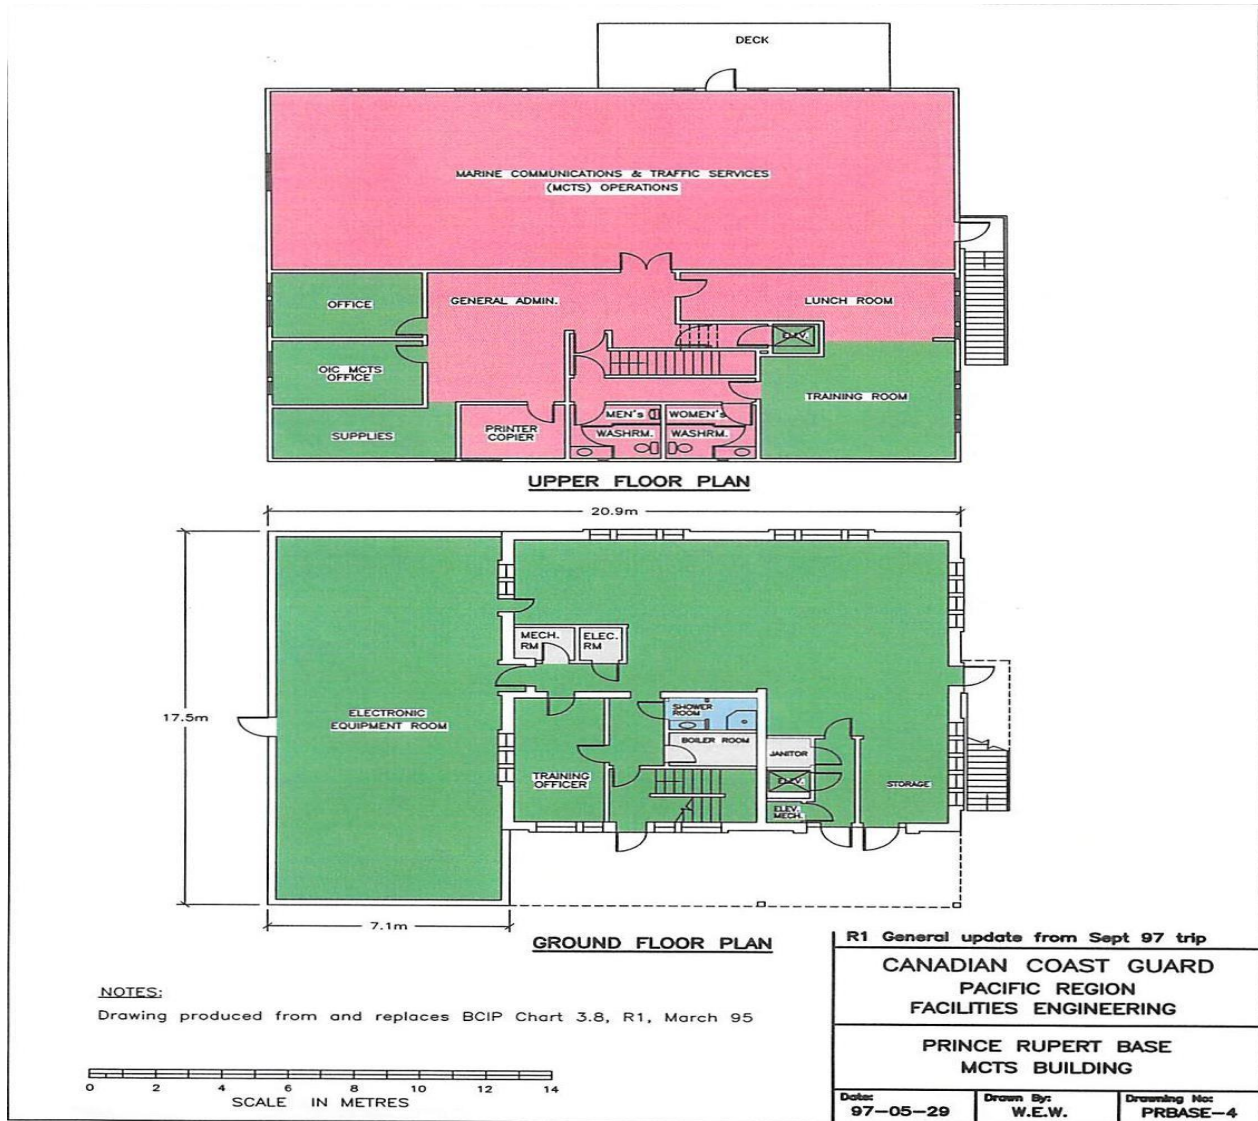 DECK
MARINE COMMUNICATIONS & TRAFFIC SERVICES
(MCTS) OPERATIONS
OFFICE
GENERAL ADMIN.
LUNCH ROOM
ELEV.
OIC MCTS
OFFICE
TRAINING ROOM
SUPPLIES
PRINTER
COPIER
MEN's
WASHRM.
WOMEN's
WASHRM.
UPPER FLOOR PLAN
20.9m
MECH.
RM
ELEC.
RM
17.5m
ELECTRONIC
EQUIPMENT ROOM
SHOWER
ROOM
BOILER ROOM
JANITOR
TRAINING
OFFICER
ELEV.
STORAGE
ELEV.
MECH.
7.1m
GROUND FLOOR PLAN
NOTES:
Drawing produced from and replaces BCIP Chart 3.8, R1, March 95
0 2 4 6 8 10 12 14
SCALE IN METRES
R1 General update from Sept 97 trip
CANADIAN COAST GUARD
PACIFIC REGION
FACILITIES ENGINEERING
PRINCE RUPERT BASE
MCTS BUILDING
Date:
97-05-29
Drawn By:
W.E.W.
Drawing No:
PRBASE-4